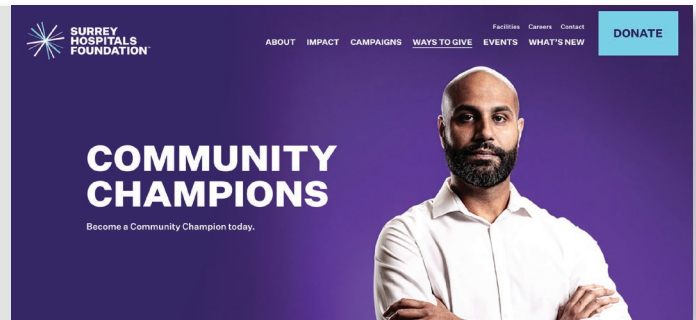 SURREY
HOSPITALS
FOUNDATION
Facilities Careers Contact
ABOUT IMPACT CAMPAIGNS WAYS TO GIVE EVENTS WHAT'S NEW
DONATE
COMMUNITY
CHAMPIONS
Become a Community Champion today.